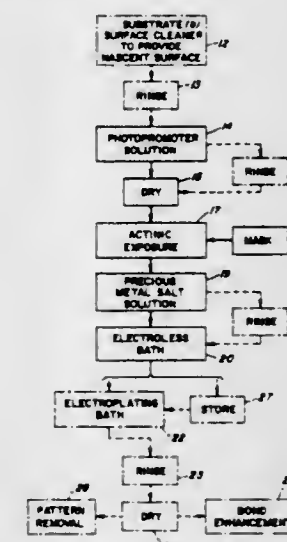 SUBSTRATE (S)
SURFACE CLEANER
TO PROVIDE
NASCENT SURFACE
12
RINSE
13
PHOTOPROMOTER
SOLUTION
14
RINSE
DRY
16
ACTINIC
EXPOSURE
17
MASK
PRECIOUS
METAL SALT
SOLUTION
19
RINSE
ELECTROLESS
BATH
20
ELECTROPLATING
BATH
22
STORE
27
RINSE
23
PATTERN
REMOVAL
DRY
BOND
ENHANCEMENT